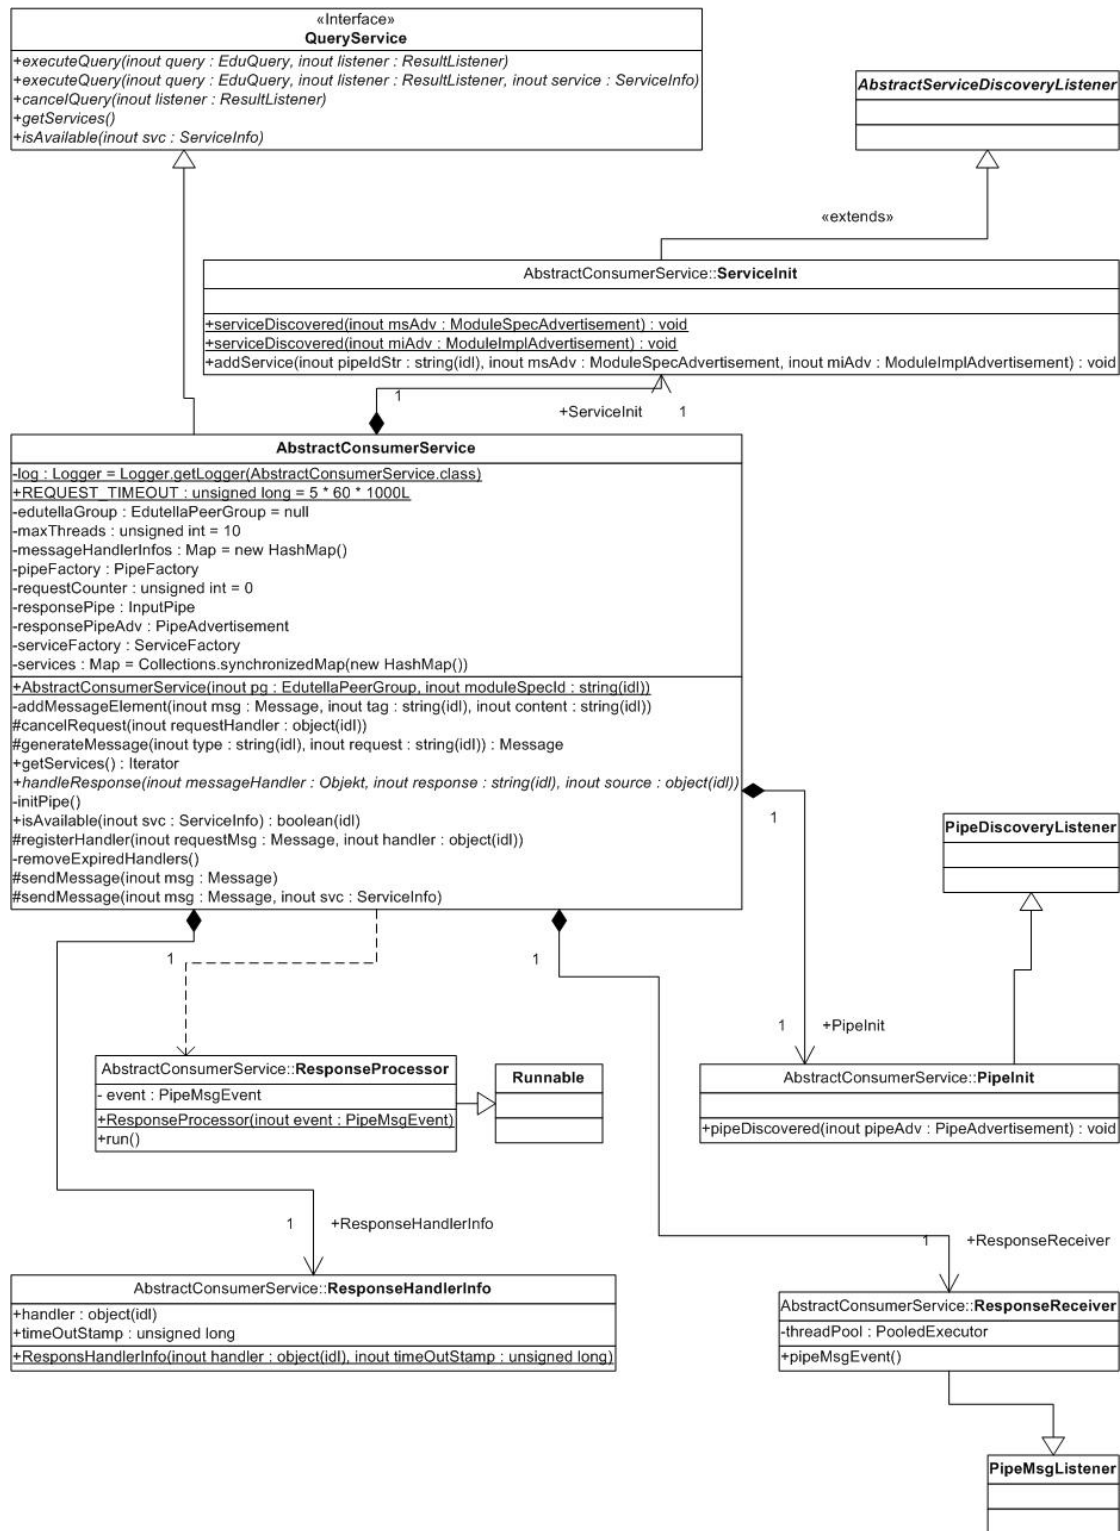 «Interface»
QueryService
+executeQuery(inout query : EduQuery, inout listener : ResultListener)
+executeQuery(inout query : EduQuery, inout listener : ResultListener, inout service : ServiceInfo)
+cancelQuery(inout listener : ResultListener)
+getServices()
+isAvailable(inout svc : ServiceInfo)
AbstractServiceDiscoveryListener
«extends»
AbstractConsumerService::ServiceInit
+serviceDiscovered(inout msAdv : ModuleSpecAdvertisement) : void
+serviceDiscovered(inout miAdv : ModuleImplAdvertisement) : void
+addService(inout pipeIdStr : string(idl), inout msAdv : ModuleSpecAdvertisement, inout miAdv : ModuleImplAdvertisement) : void
1
+ServiceInit
1
AbstractConsumerService
-log : Logger = Logger.getLogger(AbstractConsumerService.class)
+REQUEST_TIMEOUT : unsigned long = 5 * 60 * 1000L
-edutellaGroup : EdutellaPeerGroup = null
-maxThreads : unsigned int = 10
-messageHandlerInfos : Map = new HashMap()
-pipeFactory : PipeFactory
-requestCounter : unsigned int = 0
-responsePipe : InputPipe
-responsePipeAdv : PipeAdvertisement
-serviceFactory : ServiceFactory
-services : Map = Collections.synchronizedMap(new HashMap())
+AbstractConsumerService(inout pg : EdutellaPeerGroup, inout moduleSpecId : string(idl))
-addMessageElement(inout msg : Message, inout tag : string(idl), inout content : string(idl))
#cancelRequest(inout requestHandler : object(idl))
#generateMessage(inout type : string(idl), inout request : string(idl)) : Message
+getServices() : Iterator
+handleResponse(inout messageHandler : Objekt, inout response : string(idl), inout source : object(idl))
-initPipe()
+isAvailable(inout svc : ServiceInfo) : boolean(idl)
#registerHandler(inout requestMsg : Message, inout handler : object(idl))
-removeExpiredHandlers()
#sendMessage(inout msg : Message)
#sendMessage(inout msg : Message, inout svc : ServiceInfo)
1
PipeDiscoveryListener
1
1
1
+PipeInit
AbstractConsumerService::ResponseProcessor
- event : PipeMsgEvent
+ResponseProcessor(inout event : PipeMsgEvent)
+run()
Runnable
AbstractConsumerService::PipeInit
+pipeDiscovered(inout pipeAdv : PipeAdvertisement) : void
1
+ResponseHandlerInfo
1
+ResponseReceiver
AbstractConsumerService::ResponseHandlerInfo
+handler : object(idl)
+timeOutStamp : unsigned long
+ResponsHandlerInfo(inout handler : object(idl), inout timeOutStamp : unsigned long)
AbstractConsumerService::ResponseReceiver
-threadPool : PooledExecutor
+pipeMsgEvent()
PipeMsgListener